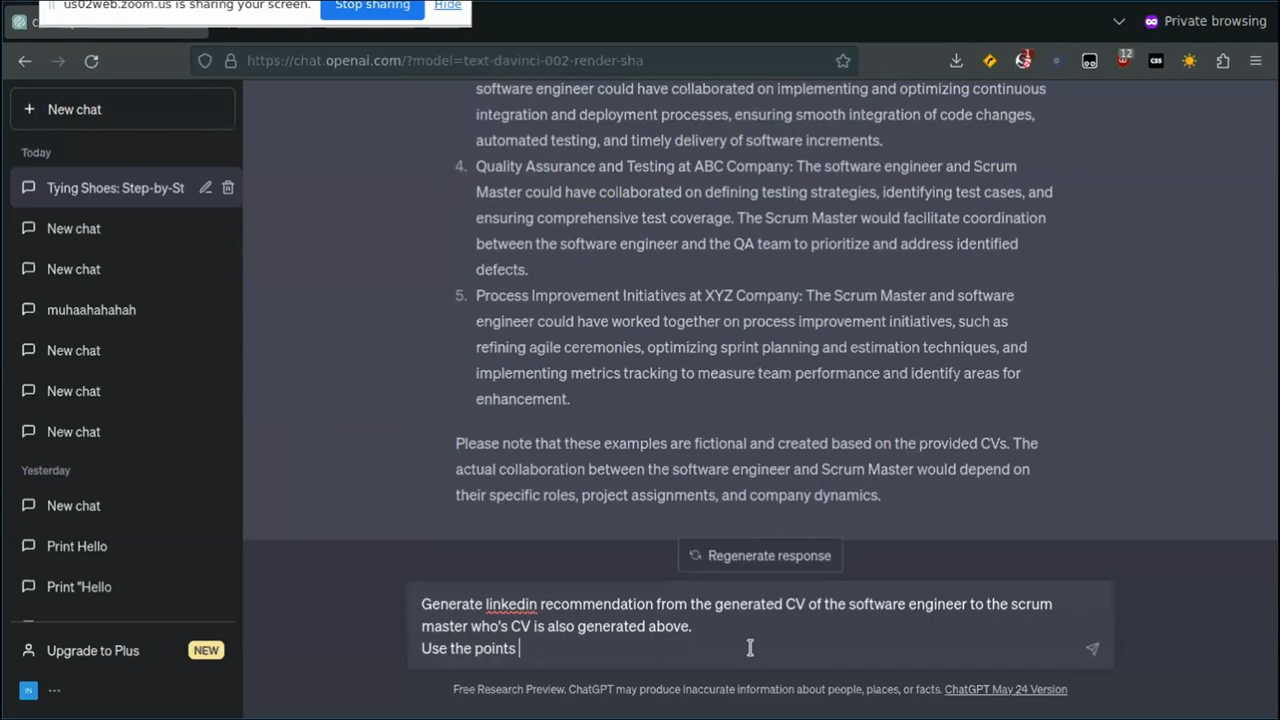 us02web.zoom.us is sharing your screen.
Stop sharing
Hide
Private browsing
https://chat.openai.com/?model=text-davinci-002-render-sha
1
12
CSS
New chat
Today
Tying Shoes: Step-by-St
New chat
New chat
muhaahahahah
New chat
New chat
New chat
Yesterday
New chat
Print Hello
Print "Hello
Upgrade to Plus
NEW
IN
software engineer could have collaborated on implementing and optimizing continuous
integration and deployment processes, ensuring smooth integration of code changes,
automated testing, and timely delivery of software increments.
4. Quality Assurance and Testing at ABC Company: The software engineer and Scrum
Master could have collaborated on defining testing strategies, identifying test cases, and
ensuring comprehensive test coverage. The Scrum Master would facilitate coordination
between the software engineer and the QA team to prioritize and address identified
defects.
5. Process Improvement Initiatives at XYZ Company: The Scrum Master and software
engineer could have worked together on process improvement initiatives, such as
refining agile ceremonies, optimizing sprint planning and estimation techniques, and
implementing metrics tracking to measure team performance and identify areas for
enhancement.
Please note that these examples are fictional and created based on the provided CVs. The
actual collaboration between the software engineer and Scrum Master would depend on
their specific roles, project assignments, and company dynamics.
Regenerate response
Generate linkedin recommendation from the generated CV of the software engineer to the scrum
master who's CV is also generated above.
Use the points
Free Research Preview. ChatGPT may produce inaccurate information about people, places, or facts. ChatGPT May 24 Version